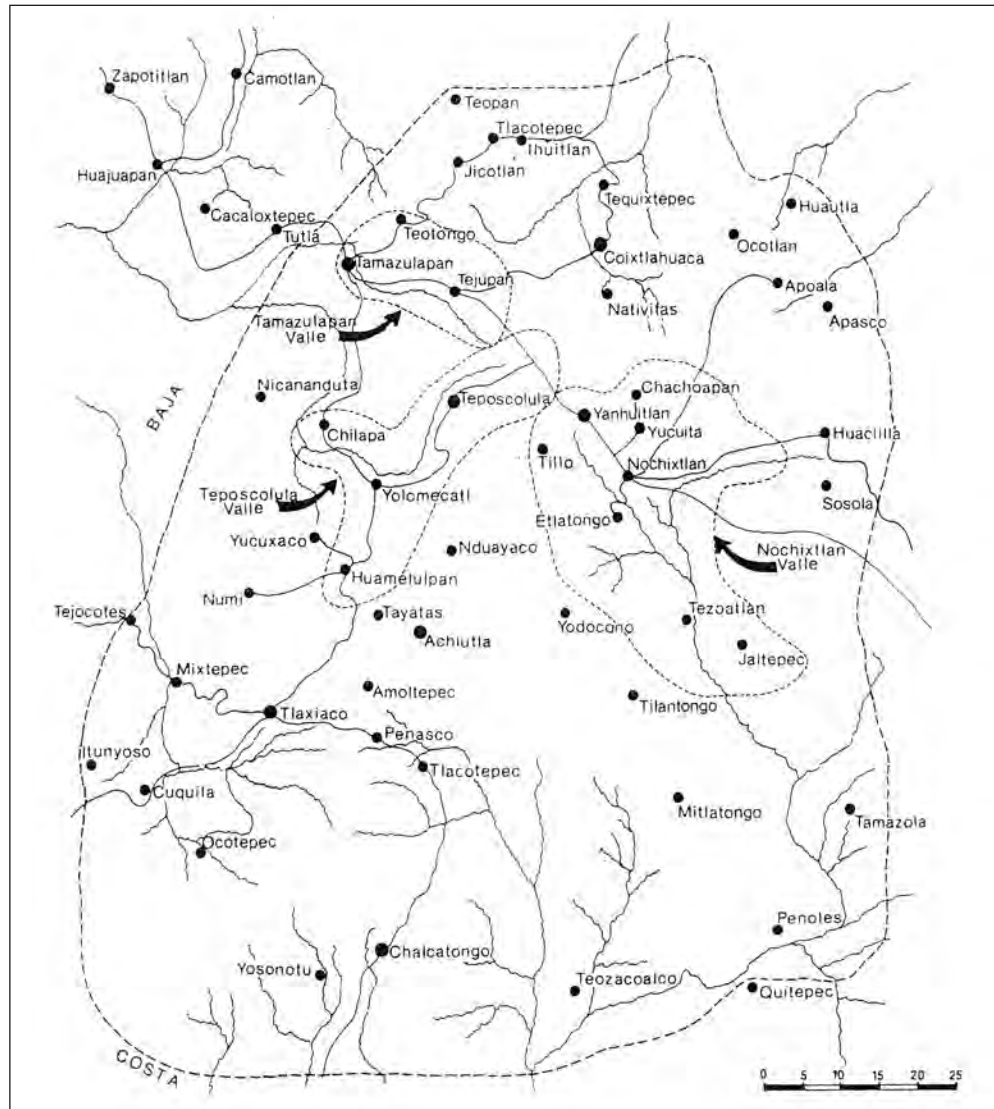 Zapotitlan
Camotlan
Teopan
Tlacotepec
Ihuitlan
Huajuapan
Jicotlan
Tequixtepec
Huautla
Cacaloxtepec
Teotongo
Tutla
Ocotlan
Coixtlahuaca
Tamazulapan
Tejupan
Apoala
Nativitas
Apasco
Tamazulapan
Valle
BAJA
Nicananduta
Chachoapan
Teposcolula
Yanhuitlan
Chilapa
Yucuita
Huaclilla
Tillo
Nochixtlan
Teposcolula
Valle
Yolomecatl
Sosola
Etlatongo
Yucuxaco
Nduayaco
Nochixtlan
Valle
Huamelulpan
Numi
Tejocotes
Tayatas
Yodocono
Tezoatlan
Achiutla
Jaltepec
Mixtepec
Amoltepec
Tilantongo
Tlaxiaco
Penasco
Itunyoso
Tlacotepec
Cuquila
Mitlatongo
Tamazola
Ocotepec
Penoles
Chalcatongo
Yosonotu
Teozacoalco
Quitepec
COSTA
0 5 10 15 20 25